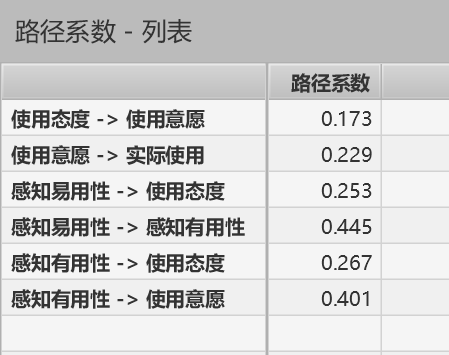 路径系数 - 列表
路径系数
使用态度 -> 使用意愿 0.173
使用意愿 -> 实际使用 0.229
感知易用性 -> 使用态度 0.253
感知易用性 -> 感知有用性 0.445
感知有用性 -> 使用态度 0.267
感知有用性 -> 使用意愿 0.401